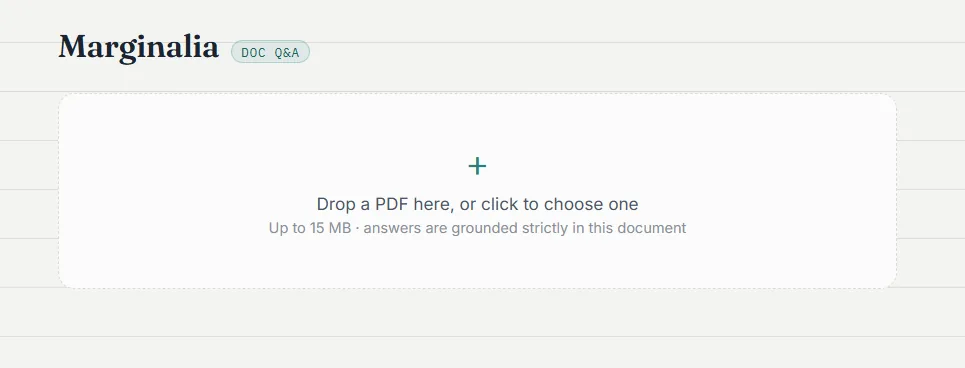 Marginalia DOC Q&A
+
Drop a PDF here, or click to choose one
Up to 15 MB · answers are grounded strictly in this document